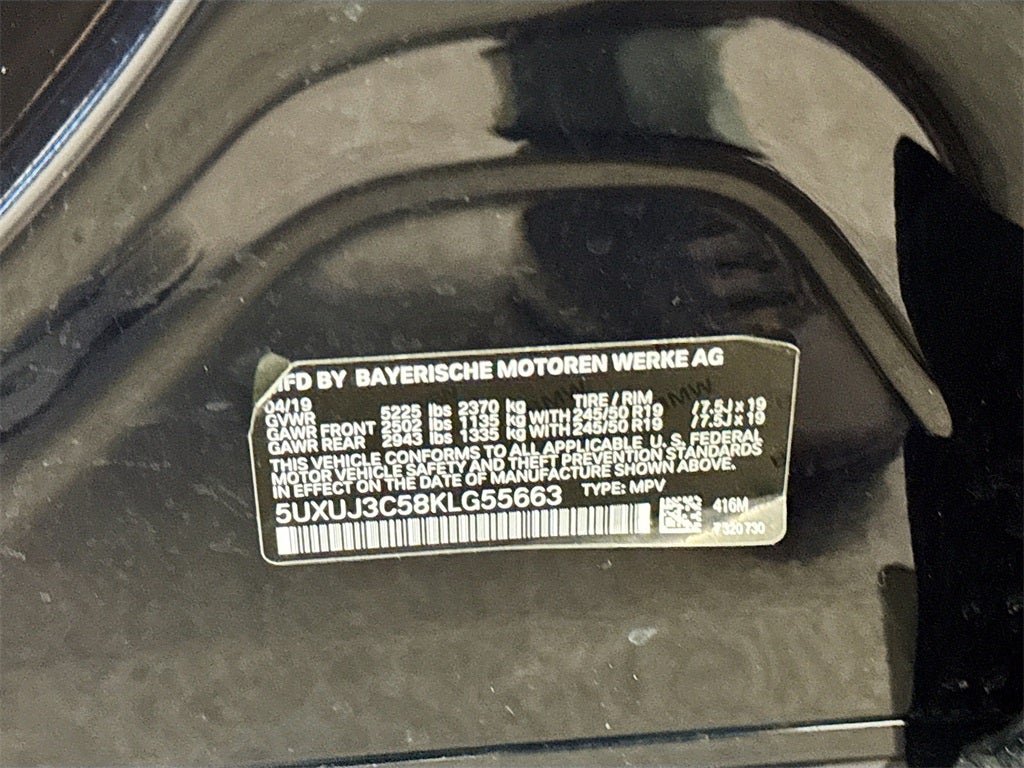 MFD BY BAYERISCHE MOTOREN WERKE AG
04/19 TIRE / RIM
GVWR 5225 lbs 2370 kg
GAWR FRONT 2502 lbs 1135 kg WITH 245/50 R19 / 7.5J x 19
GAWR REAR 2943 lbs 1335 kg WITH 245/50 R19 / 7.5J x 19
THIS VEHICLE CONFORMS TO ALL APPLICABLE U. S. FEDERAL
MOTOR VEHICLE SAFETY AND THEFT PREVENTION STANDARDS
IN EFFECT ON THE DATE OF MANUFACTURE SHOWN ABOVE.
5UXUJ3C58KLG55663 TYPE: MPV
416M
7320730